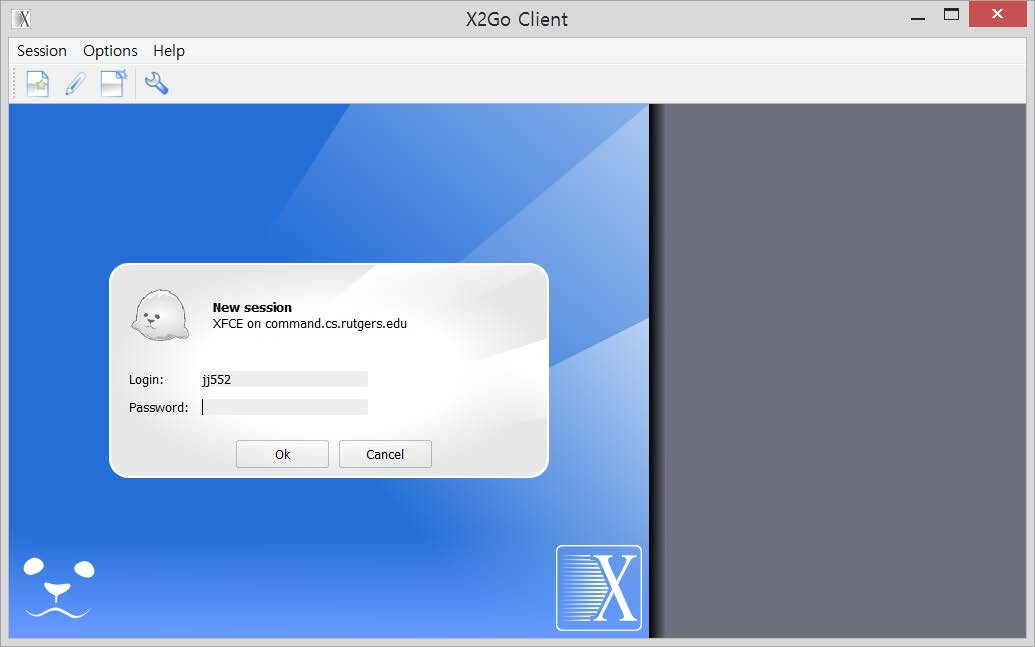 X2Go Client
Session Options Help
New session
XFCE on command.cs.rutgers.edu
Login: jj552
Password:
Ok Cancel
X